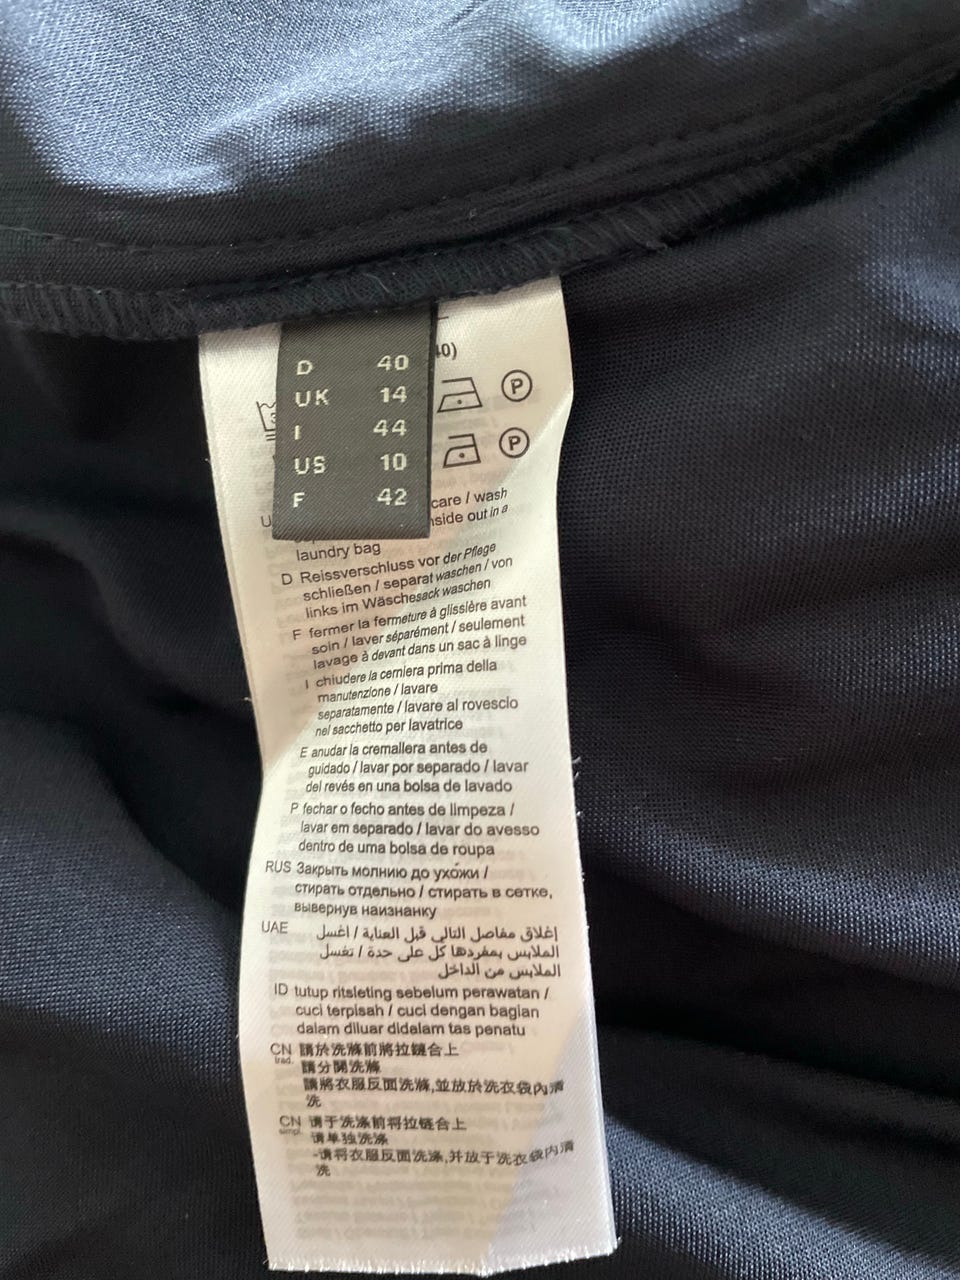 D 40
UK 14
I 44
US 10
F 42
40)
P
P
care / wash
inside out in a
laundry bag
D Reissverschluss vor der Pflege
schließen / separat waschen / von
links im Wäschesack waschen
F fermer la fermeture à glissière avant
soin / laver séparément / seulement
lavage à devant dans un sac à linge
I chiudere la cerniera prima della
manutenzione / lavare
separatamente / lavare al rovescio
nel sacchetto per lavatrice
E anudar la cremallera antes de
guidado / lavar por separado / lavar
del revés en una bolsa de lavado
P fechar o fecho antes de limpeza /
lavar em separado / lavar do avesso
dentro de uma bolsa de roupa
RUS Закрыть молнию до ухожи /
стирать отдельно / стирать в сетке,
вывернув наизнанку
UAE إغلاق مفاصل التالي قبل العناية / اغسل
الملابس بمفردها كل على حدة / تغسل
الملابس من الداخل
ID tutup ritsleting sebelum perawatan /
cuci terpisah / cuci dengan bagian
dalam diluar didelam tas penatu
CN trad. 請於洗滌前將拉鏈合上
請分開洗滌
請將衣服反面洗滌,並放於洗衣袋內清
洗
CN simpl. 请于洗涤前将拉链合上
请单独洗涤
-请将衣服反面洗涤,并放于洗衣袋内清
洗